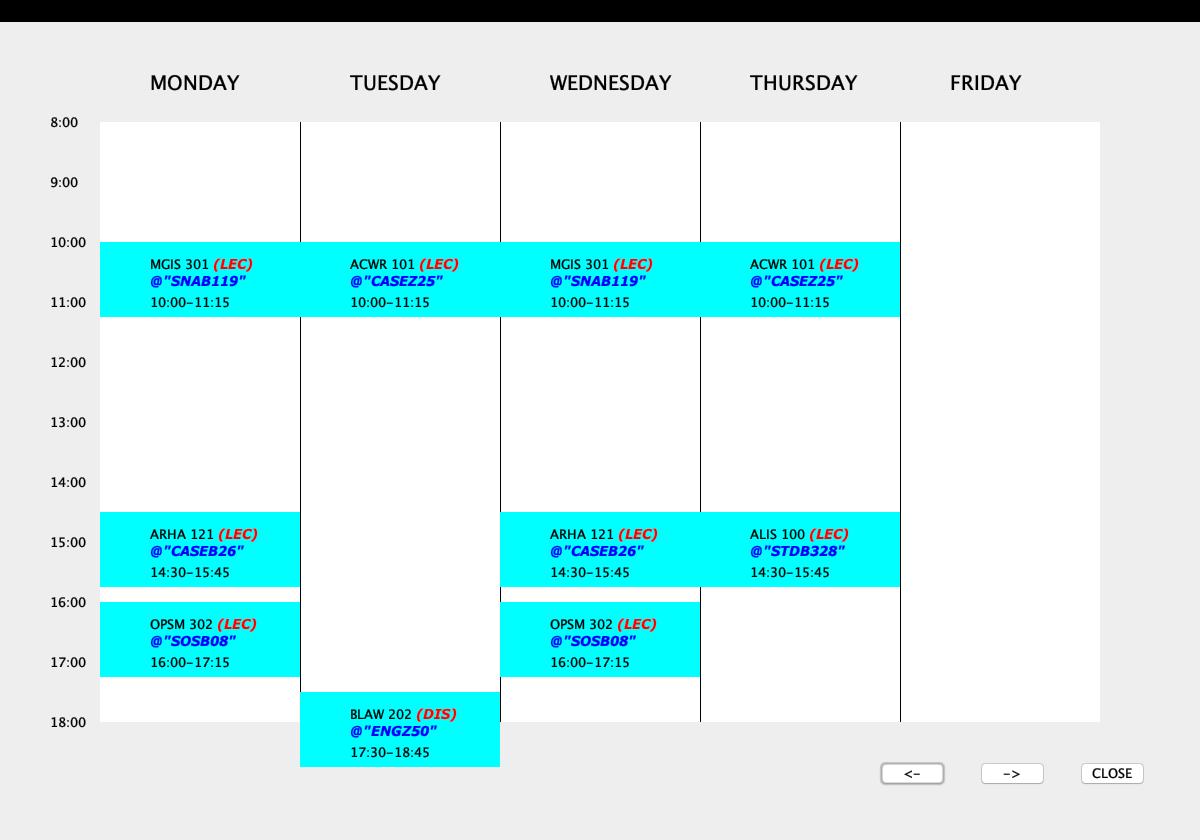 MONDAY TUESDAY WEDNESDAY THURSDAY FRIDAY
8:00
9:00
10:00
MGIS 301 (LEC) ACWR 101 (LEC) MGIS 301 (LEC) ACWR 101 (LEC)
@"SNAB119" @"CASEZ25" @"SNAB119" @"CASEZ25"
11:00 10:00-11:15 10:00-11:15 10:00-11:15 10:00-11:15
12:00
13:00
14:00
ARHA 121 (LEC) ARHA 121 (LEC) ALIS 100 (LEC)
15:00 @"CASEB26" @"CASEB26" @"STDB328"
14:30-15:45 14:30-15:45 14:30-15:45
16:00
OPSM 302 (LEC) OPSM 302 (LEC)
@"SOSB08" @"SOSB08"
17:00 16:00-17:15 16:00-17:15
18:00 BLAW 202 (DIS)
@"ENGZ50"
17:30-18:45
<- -> CLOSE